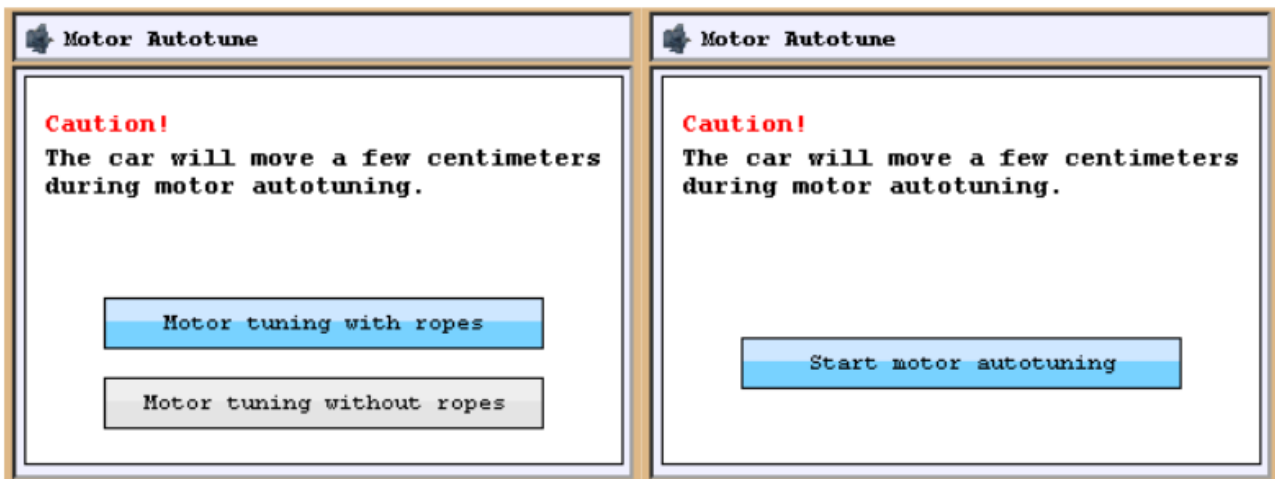 Motor Autotune
Caution!
The car will move a few centimeters
during motor autotuning.
Motor tuning with ropes
Motor tuning without ropes
Motor Autotune
Caution!
The car will move a few centimeters
during motor autotuning.
Start motor autotuning